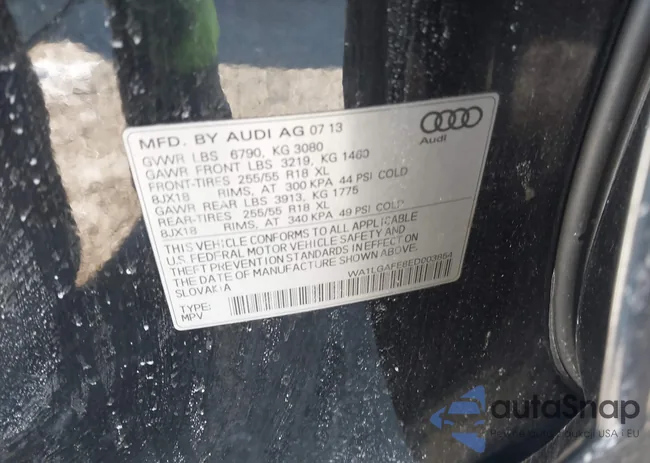 MFD. BY AUDI AG 07 13
GVWR LBS 6790, KG 3080
GAWR FRONT LBS 3219, KG 1460
FRONT-TIRES 255/55 R18 XL
8JX18 RIMS, AT 300 KPA 44 PSI COLD
GAWR REAR LBS 3913, KG 1775
REAR-TIRES 255/55 R18 XL
8JX18 RIMS, AT 340 KPA 49 PSI COLD
THIS VEHICLE CONFORMS TO ALL APPLICABLE
U.S. FEDERAL MOTOR VEHICLE SAFETY AND
THEFT PREVENTION STANDARDS IN EFFECT ON
THE DATE OF MANUFACTURE SHOWN ABOVE.
SLOVAKIA
TYPE:
MPV
Audi
autoSnap
USA - EU